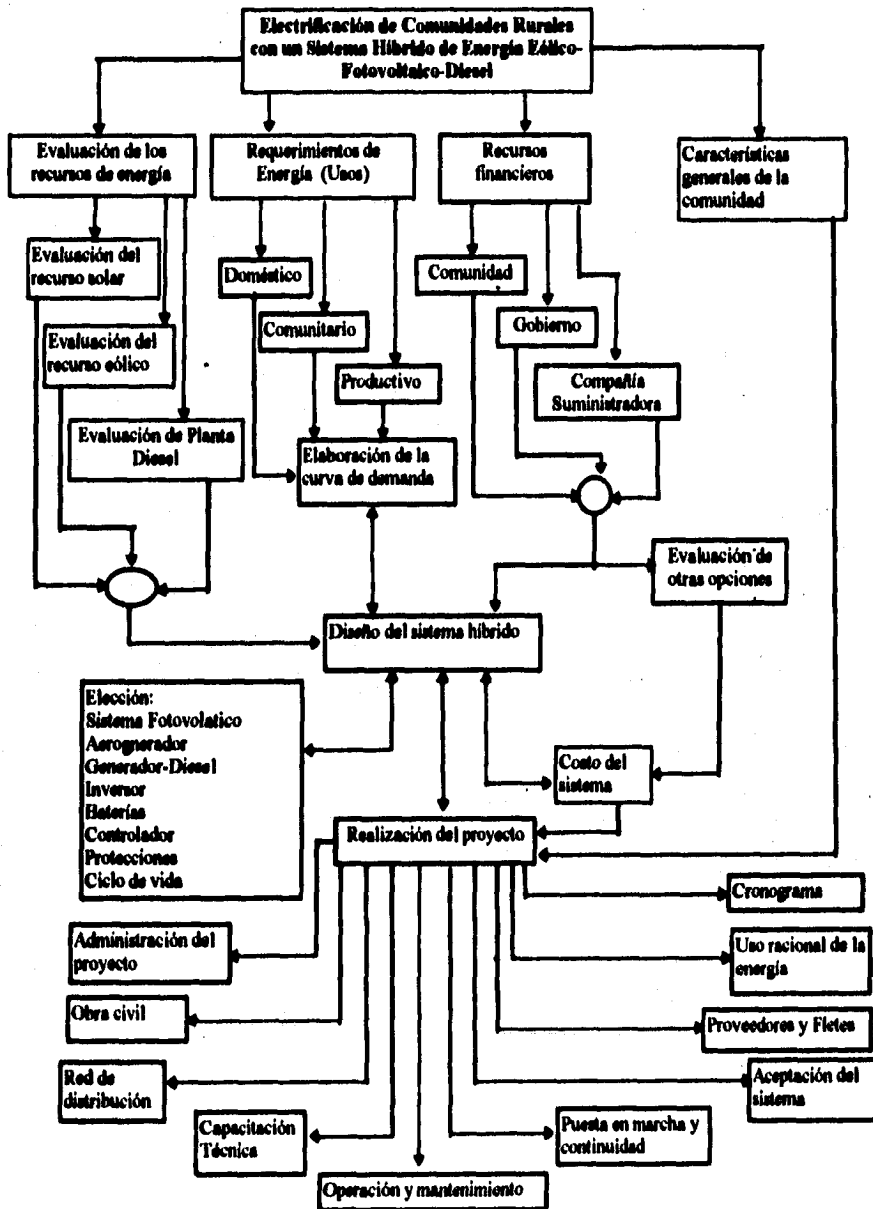 Electrificación de Comunidades Rurales
con un Sistema Híbrido de Energía Eólico-
Fotovoltaico-Diesel
Evaluación de los
recursos de energía
Requerimientos de
Energía (Usos)
Recursos
financieros
Características
generales de la
comunidad
Evaluación del
recurso solar
Doméstico
Comunidad
Evaluación del
recurso eólico
Comunitario
Gobierno
Productivo
Compañía
Suministradora
Evaluación de Planta
Diesel
Elaboración de la
curva de demanda
Evaluación de
otras opciones
Diseño del sistema híbrido
Elección:
Sistema Fotovolatico
Aerognerador
Generador-Diesel
Inversor
Baterías
Controlador
Protecciones
Ciclo de vida
Costo del
sistema
Realización del proyecto
Cronograma
Administración del
proyecto
Uso racional de la
energía
Obra civil
Proveedores y Fletes
Red de
distribución
Aceptación del
sistema
Capacitación
Técnica
Puesta en marcha y
continuidad
Operación y mantenimiento